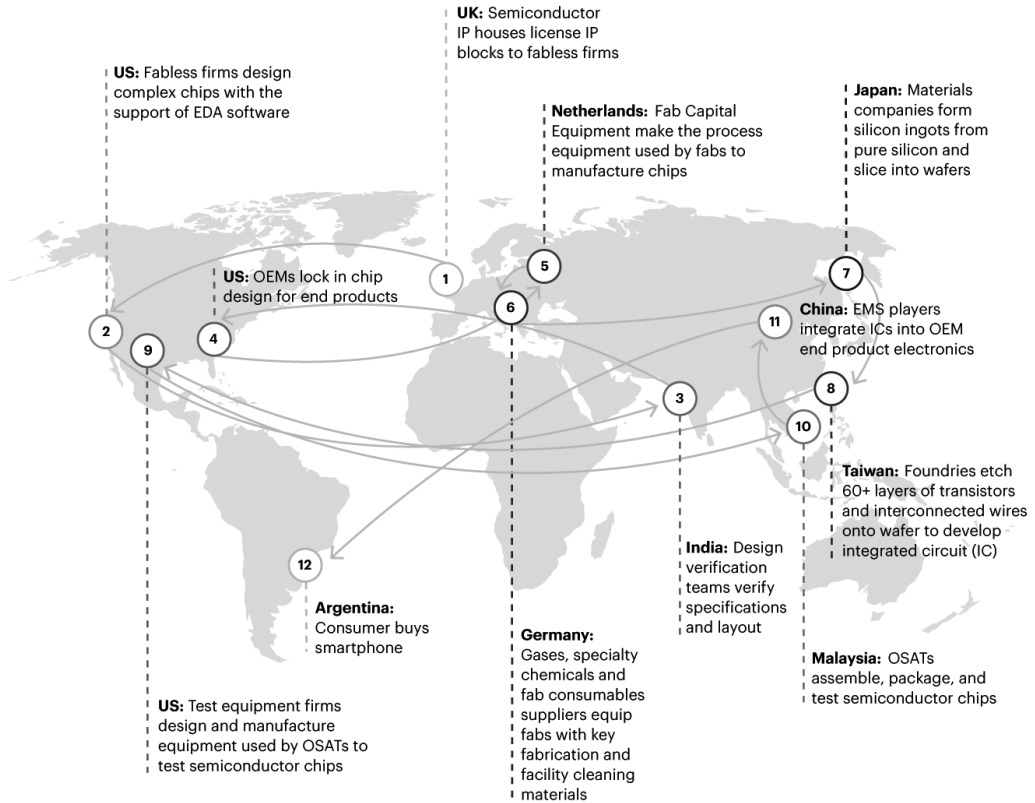 UK: Semiconductor
IP houses license IP
blocks to fabless firms
US: Fabless firms design
complex chips with the
support of EDA software
Netherlands: Fab Capital
Equipment make the process
equipment used by fabs to
manufacture chips
Japan: Materials
companies form
silicon ingots from
pure silicon and
slice into wafers
US: OEMs lock in chip
design for end products
1
5
7
6
2
9
4
11
China: EMS players
integrate ICs into OEM
end product electronics
3
8
10
Taiwan: Foundries etch
60+ layers of transistors
and interconnected wires
onto wafer to develop
integrated circuit (IC)
India: Design
verification
teams verify
specifications
and layout
12
Argentina:
Consumer buys
smartphone
Germany:
Gases, specialty
chemicals and
fab consumables
suppliers equip
fabs with key
fabrication and
facility cleaning
materials
Malaysia: OSATs
assemble, package, and
test semiconductor chips
US: Test equipment firms
design and manufacture
equipment used by OSATs to
test semiconductor chips